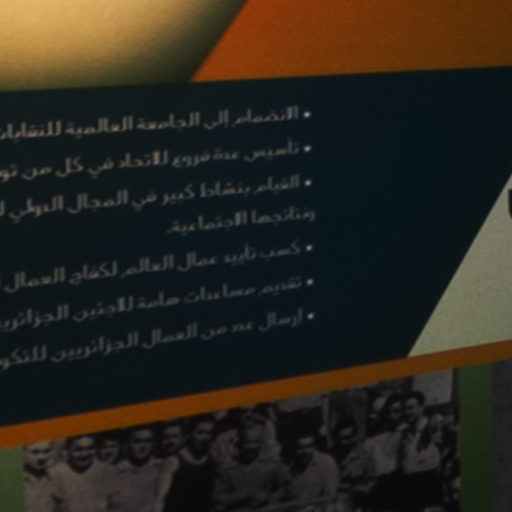 • الانضمام إلى الجامعة العالمية للنقابات
• تأسيس عدة فروع للاتحاد في كل من
• القيام بنشاط كبير في المجال الدولي
ونتائجها الاجتماعية.
• كسب تأييد عمال العالم لكفاح العمال
• تقديم مساعدات هامة للاجئين
• إرسال عدد من العمال الجزائريين